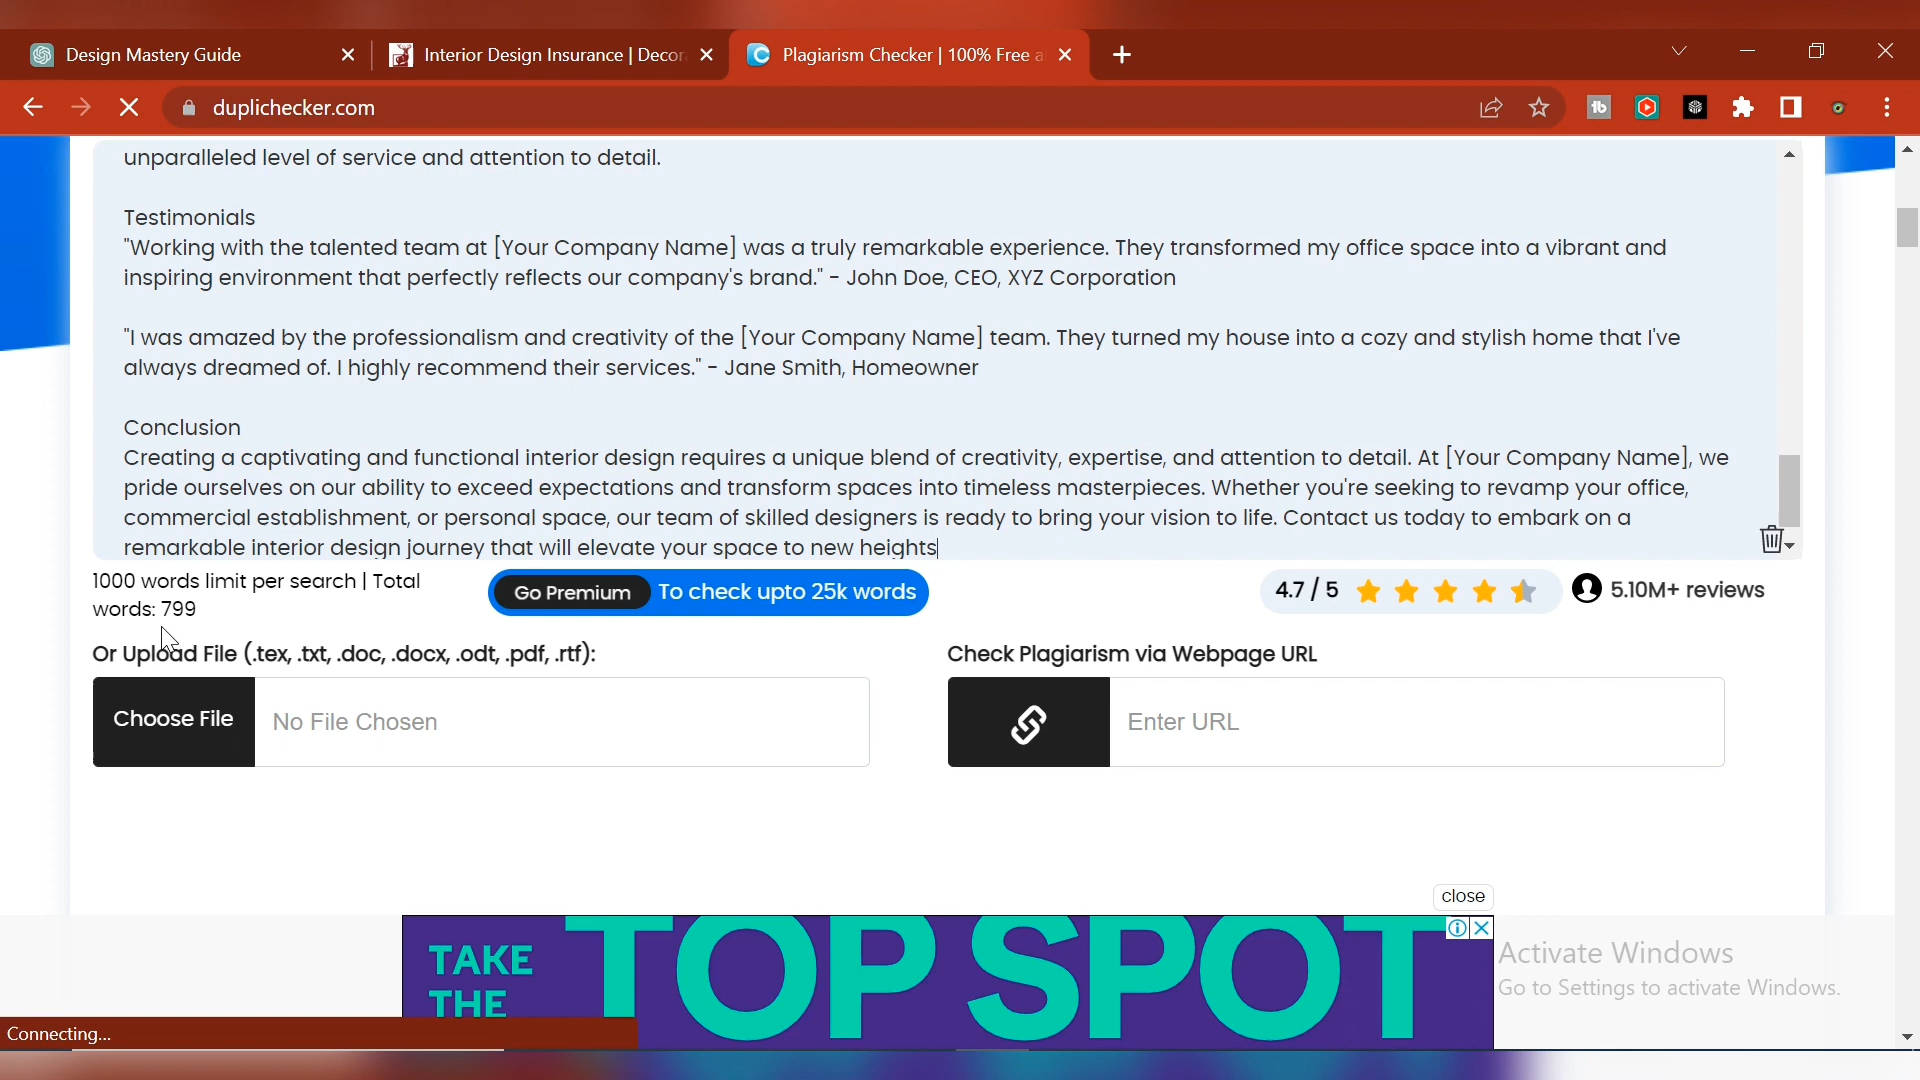 Design Mastery Guide
Interior Design Insurance | Decor
Plagiarism Checker | 100% Free a
duplichecker.com
unparalleled level of service and attention to detail.
Testimonials
"Working with the talented team at [Your Company Name] was a truly remarkable experience. They transformed my office space into a vibrant and
inspiring environment that perfectly reflects our company's brand." - John Doe, CEO, XYZ Corporation
"I was amazed by the professionalism and creativity of the [Your Company Name] team. They turned my house into a cozy and stylish home that I've
always dreamed of. I highly recommend their services." - Jane Smith, Homeowner
Conclusion
Creating a captivating and functional interior design requires a unique blend of creativity, expertise, and attention to detail. At [Your Company Name], we
pride ourselves on our ability to exceed expectations and transform spaces into timeless masterpieces. Whether you're seeking to revamp your office,
commercial establishment, or personal space, our team of skilled designers is ready to bring your vision to life. Contact us today to embark on a
remarkable interior design journey that will elevate your space to new heights
1000 words limit per search | Total
words: 799
Go Premium To check upto 25k words
4.7 / 5
5.10M+ reviews
Or Upload File (.tex, .txt, .doc, .docx, .odt, .pdf, .rtf):
Check Plagiarism via Webpage URL
Choose File
No File Chosen
Enter URL
close
TAKE
THE
TOP SPOT
Activate Windows
Go to Settings to activate Windows.
Connecting...